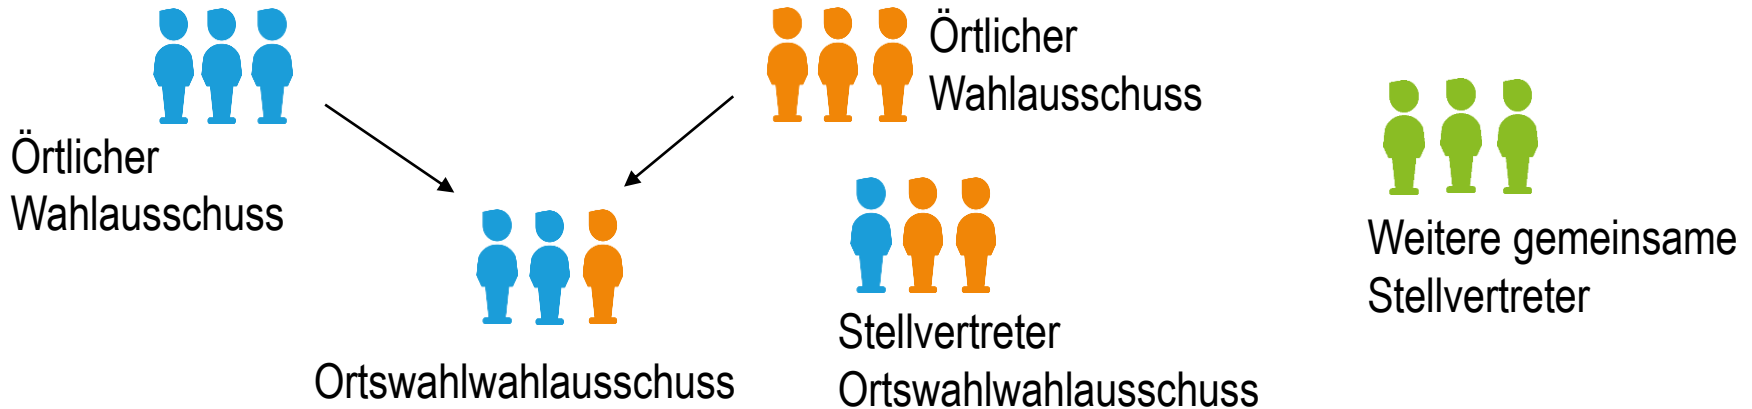 Örtlicher
Wahlausschuss
Örtlicher
Wahlausschuss
Ortswahlwahlausschuss
Stellvertreter
Ortswahlwahlausschuss
Weitere gemeinsame
Stellvertreter